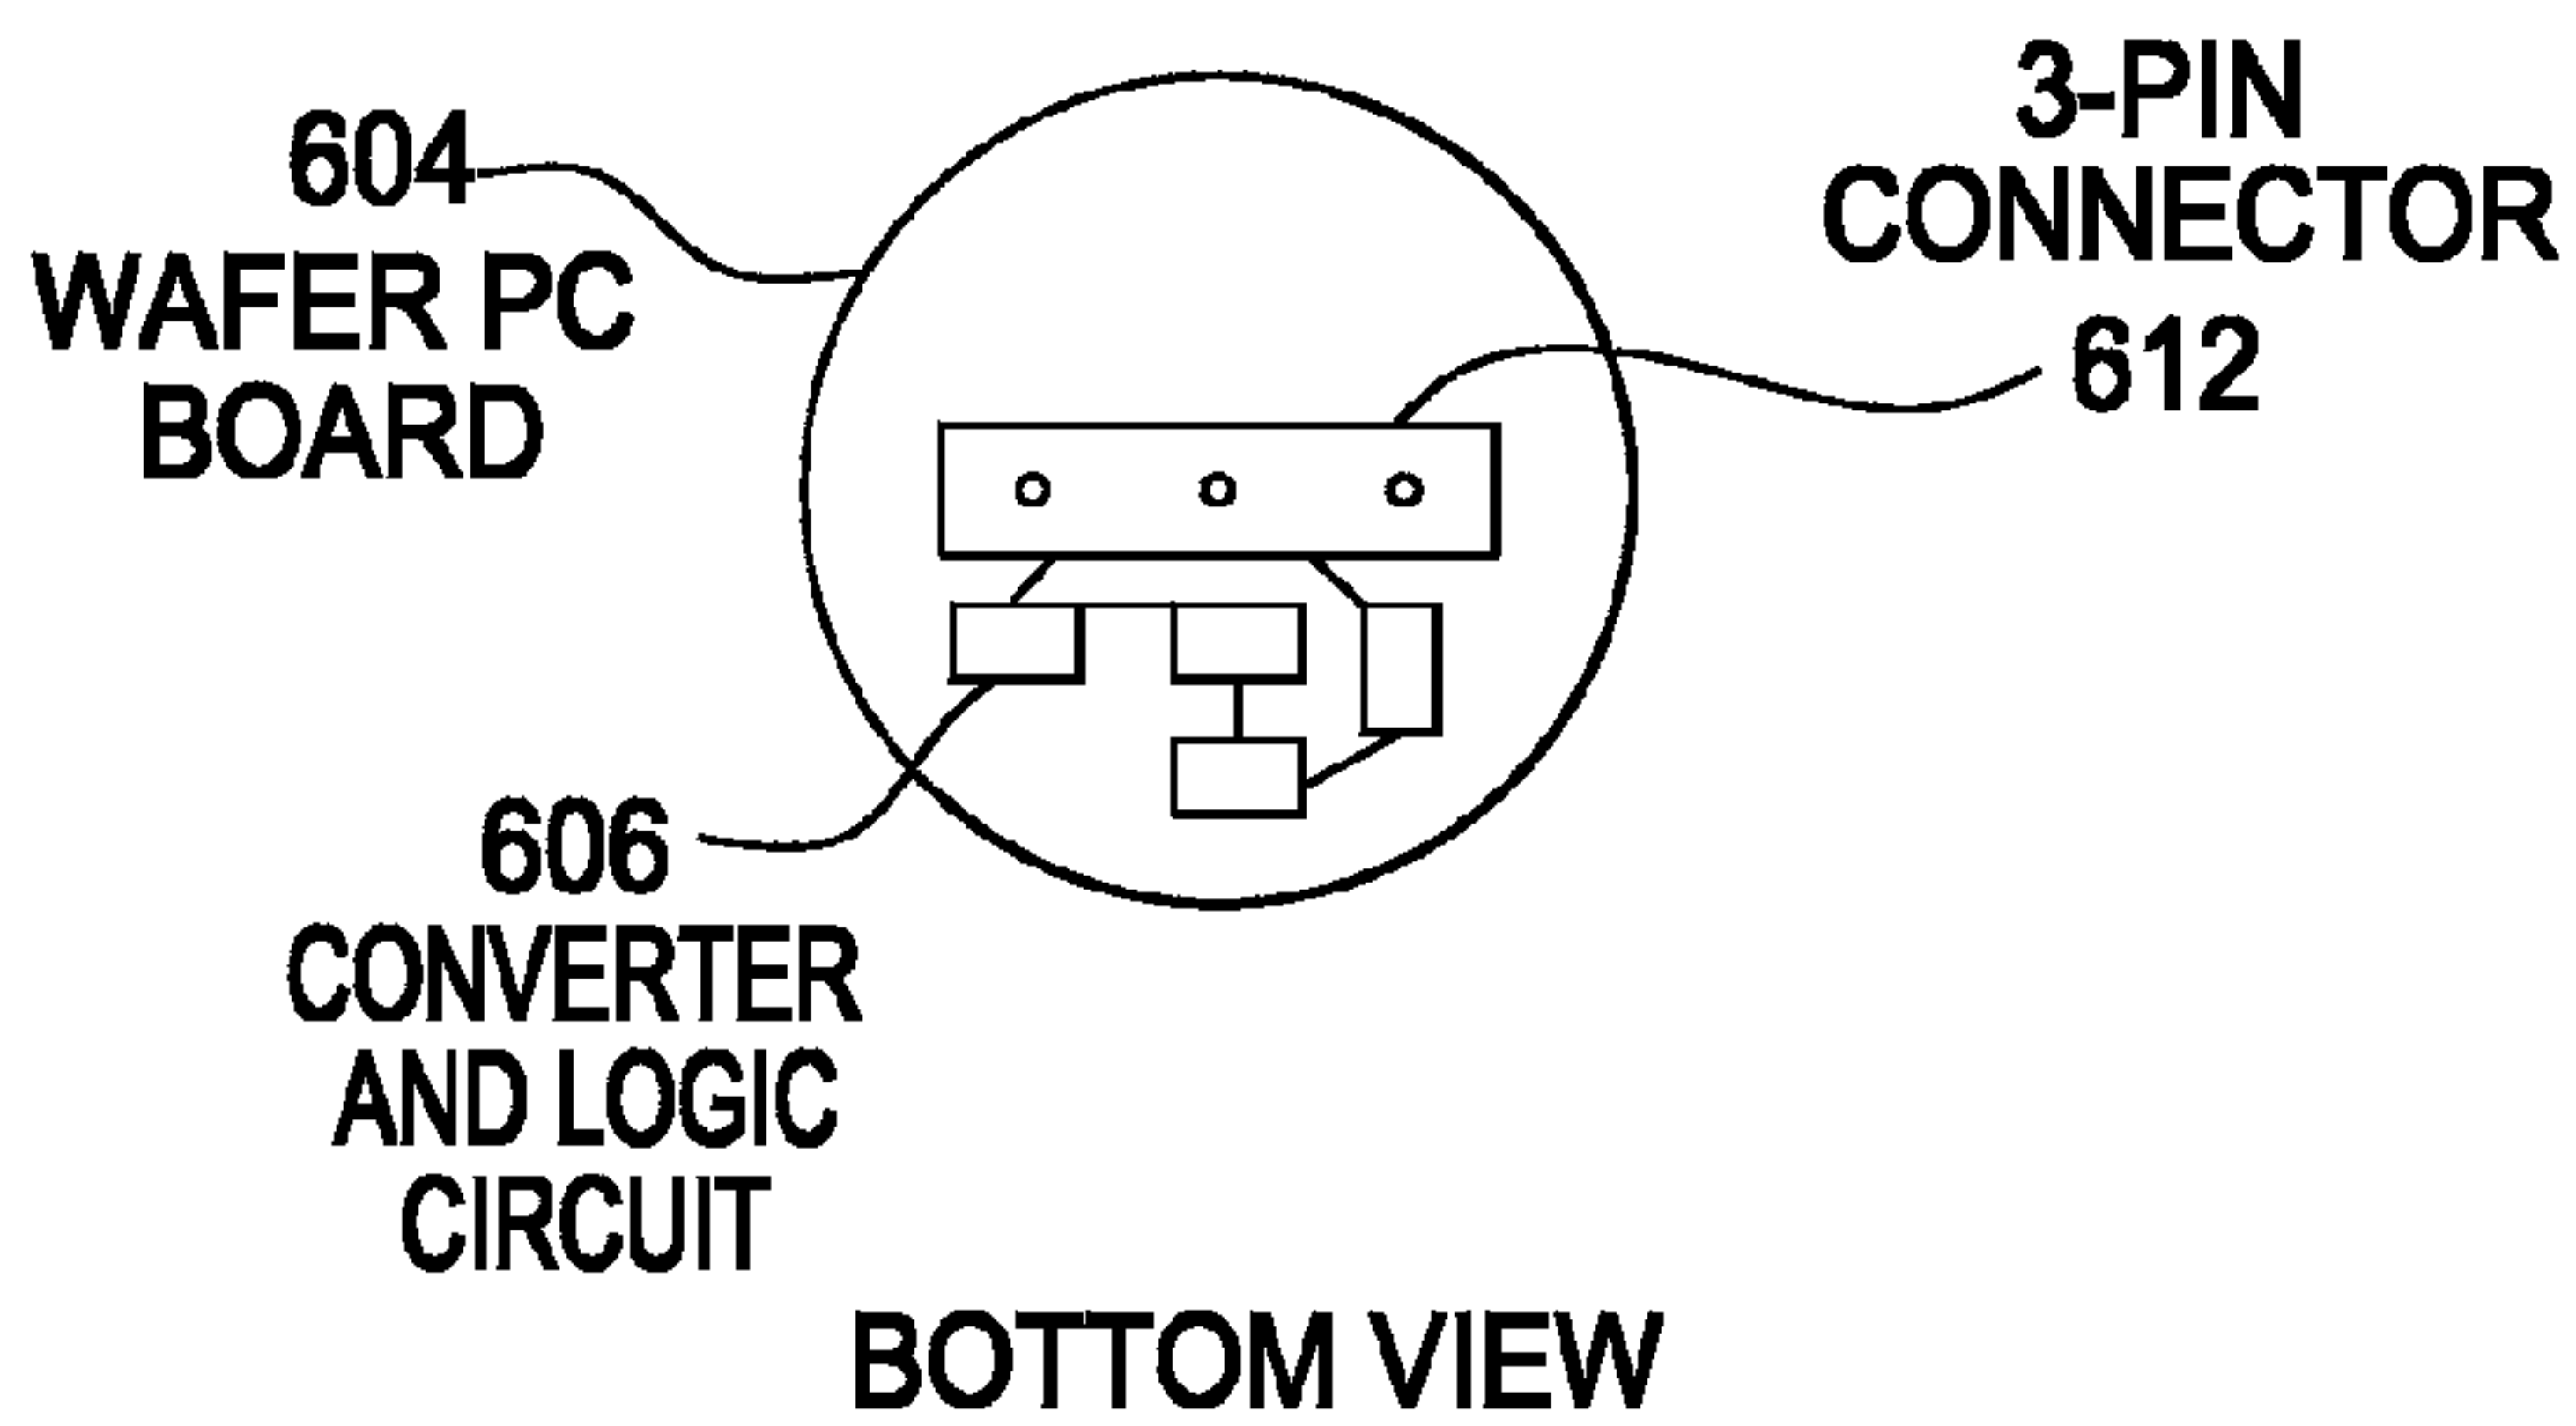 604
WAFER PC
BOARD
3-PIN
CONNECTOR
612
606
CONVERTER
AND LOGIC
CIRCUIT
BOTTOM VIEW